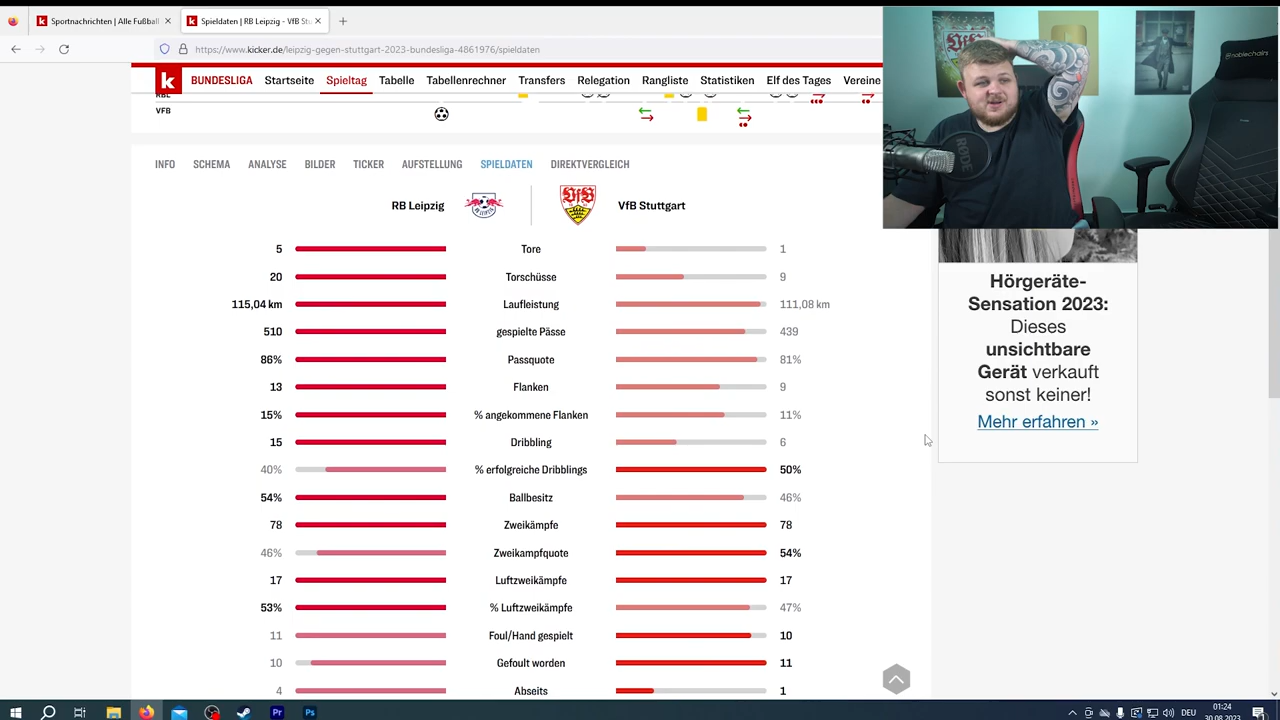 Sportnachrichten | Alle Fußball
Spieldaten | RB Leipzig - VfB St
https://www.kicker.de/leipzig-gegen-stuttgart-2023-bundesliga-4861976/spieldaten
k BUNDESLIGA Startseite Spieltag Tabelle Tabellenrechner Transfers Relegation Rangliste Statistiken Elf des Tages Vereine
RBL
VFB
INFO SCHEMA ANALYSE BILDER TICKER AUFSTELLUNG SPIELDATEN DIREKTVERGLEICH
RB Leipzig VfB Stuttgart
5 Tore 1
20 Torschüsse 9
115,04 km Laufleistung 111,08 km
510 gespielte Pässe 439
86% Passquote 81%
13 Flanken 9
15% % angekommene Flanken 11%
15 Dribbling 6
40% % erfolgreiche Dribblings 50%
54% Ballbesitz 46%
78 Zweikämpfe 78
46% Zweikampfquote 54%
17 Luftzweikämpfe 17
53% % Luftzweikämpfe 47%
11 Foul/Hand gespielt 10
10 Gefoult worden 11
4 Abseits 1
RØDE
noblechairs
Hörgeräte-
Sensation 2023:
Dieses
unsichtbare
Gerät verkauft
sonst keiner!
Mehr erfahren »
Pr
Ps
DEU
01:24
30.08.2023